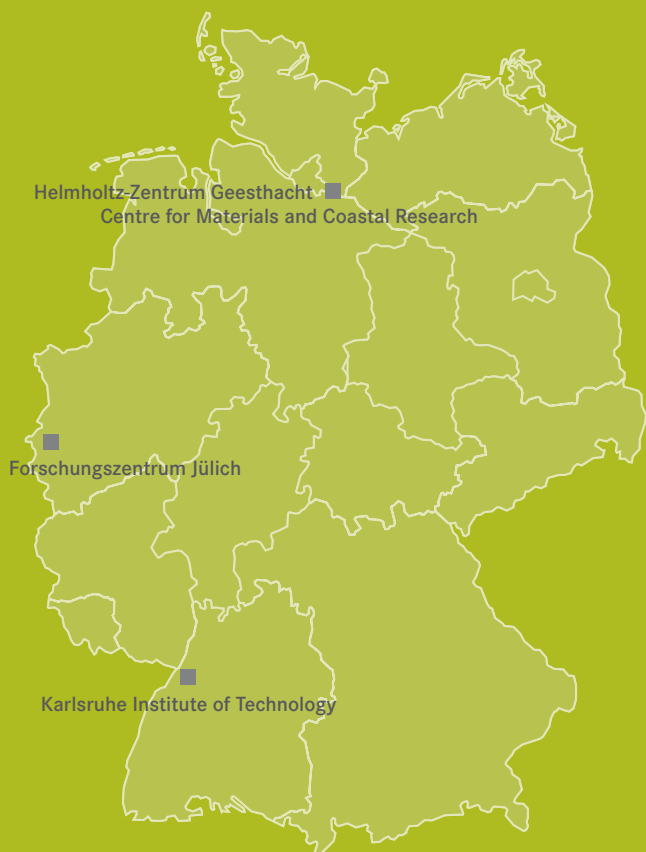 Helmholtz-Zentrum Geesthacht
Centre for Materials and Coastal Research
Forschungszentrum Jülich
Karlsruhe Institute of Technology